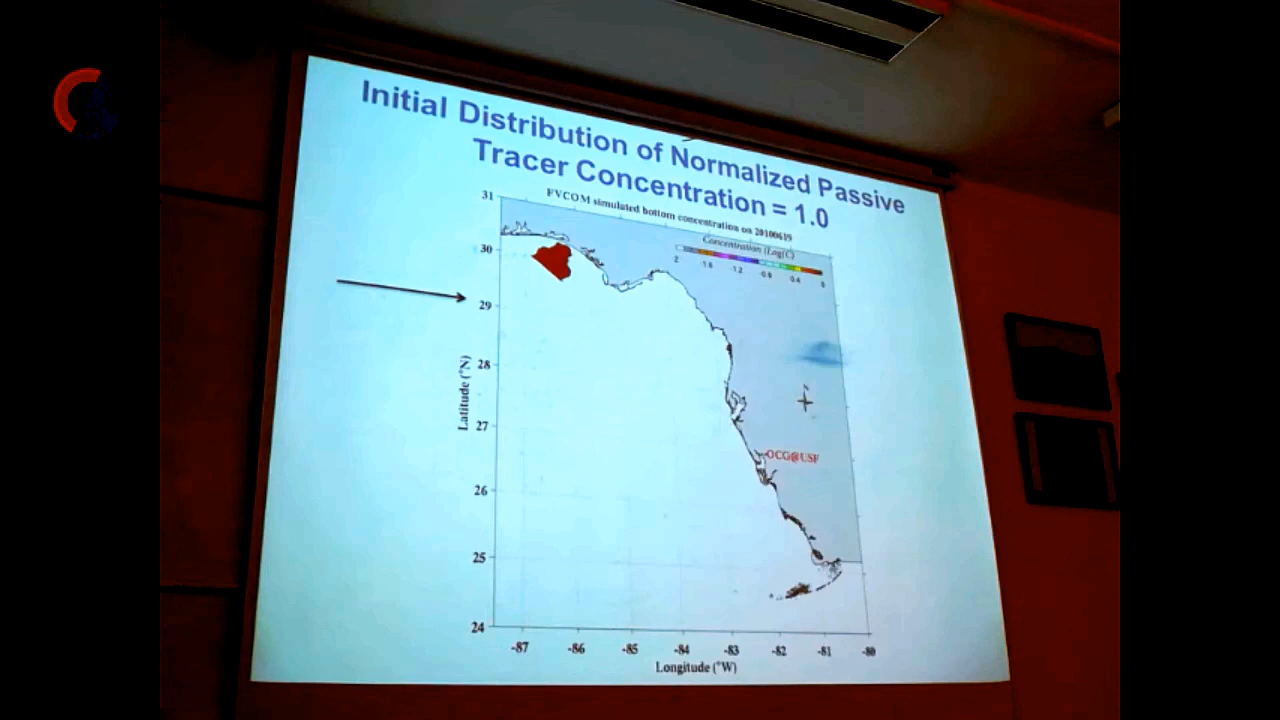 Initial Distribution of Normalized Passive
Tracer Concentration = 1.0
FVCOM simulated bottom concentration on 20100619
Concentration (Log(C)
2 1.6 -1.2 -0.8 0.4 0
31
30
29
28
27
26
25
24
Latitude (°N)
OCG@USF
-87 -86 -85 -84 -83 -82 -81 -80
Longitude (°W)